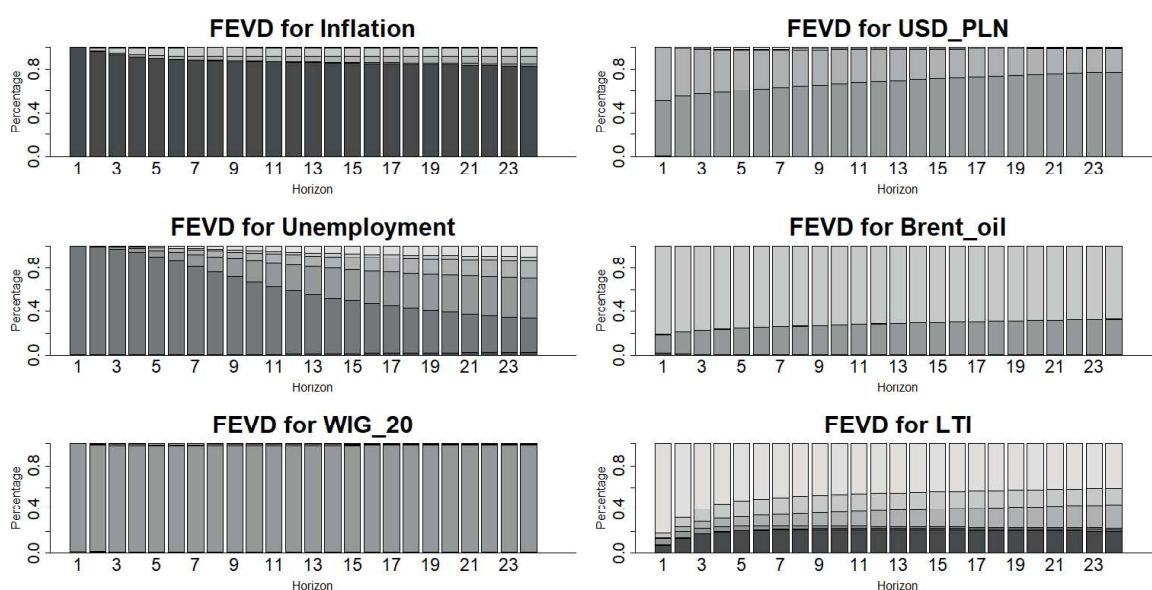 FEVD for Inflation
Percentage
0.8
0.4
0.0
1 3 5 7 9 11 13 15 17 19 21 23
Horizon
FEVD for USD_PLN
Percentage
0.8
0.4
0.0
1 3 5 7 9 11 13 15 17 19 21 23
Horizon
FEVD for Unemployment
Percentage
0.8
0.4
0.0
1 3 5 7 9 11 13 15 17 19 21 23
Horizon
FEVD for Brent_oil
Percentage
0.8
0.4
0.0
1 3 5 7 9 11 13 15 17 19 21 23
Horizon
FEVD for WIG_20
Percentage
0.8
0.4
0.0
1 3 5 7 9 11 13 15 17 19 21 23
Horizon
FEVD for LTI
Percentage
0.8
0.4
0.0
1 3 5 7 9 11 13 15 17 19 21 23
Horizon